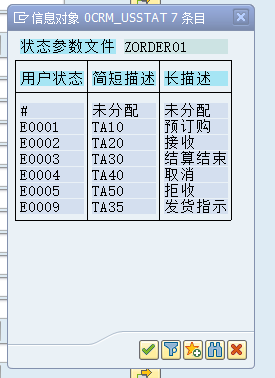 信息对象 0CRM_USSTAT 7 条目
状态参数文件 ZORDER01
用户状态 简短描述 长描述
# 未分配 未分配
E0001 TA10 预订购
E0002 TA20 接收
E0003 TA30 结算结束
E0004 TA40 取消
E0005 TA50 拒收
E0009 TA35 发货指示